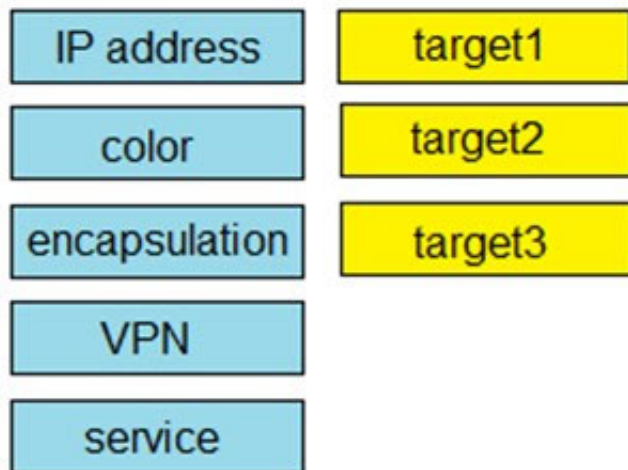 IP address
target1
color
target2
encapsulation
target3
VPN
service